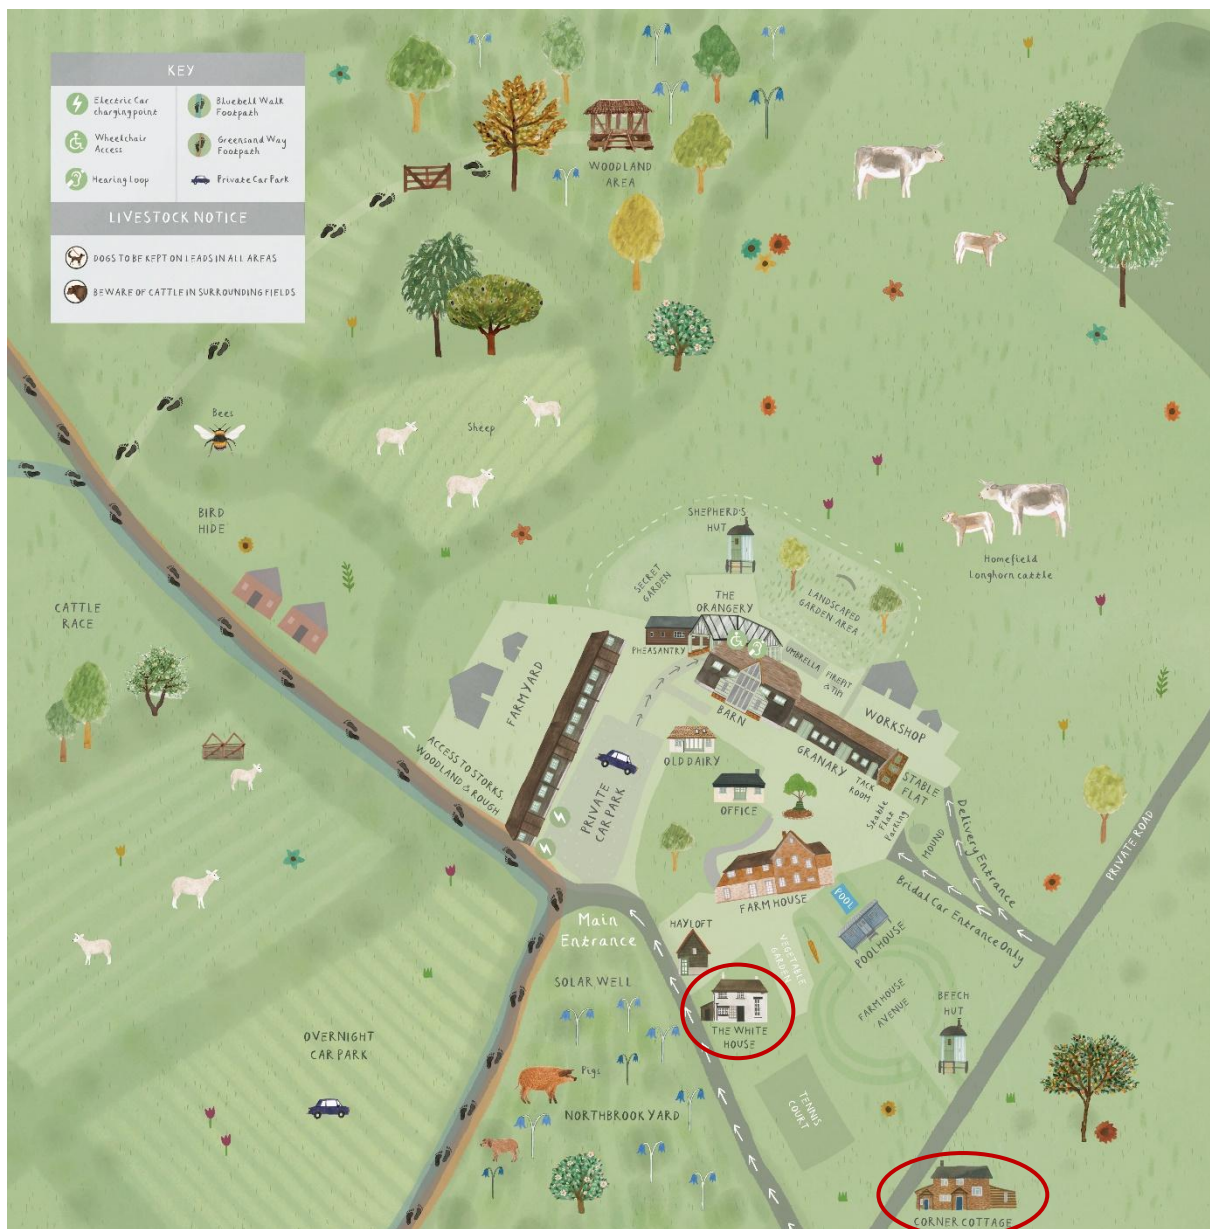 KEY
Electric Car
charging point
Bluebell Walk
Footpath
Wheelchair
Access
Greensand Way
Footpath
Hearing Loop
Private Car Park
LIVESTOCK NOTICE
DOGS TO BE KEPT ON LEADS IN ALL AREAS
BEWARE OF CATTLE IN SURROUNDING FIELDS
WOODLAND
AREA
Bees
Sheep
BIRD
HIDE
SHEPHERD'S
HUT
Homefield
Longhorn cattle
SECRET
GARDEN
THE
ORANGERY
LANDSCAPED
GARDEN AREA
CATTLE
RACE
PHEASANTRY
UMBRELLA
FIREPIT
& TIPI
FARM YARD
BARN
WORKSHOP
ACCESS TO STORKS,
WOODLAND & ROUGH
OLD DAIRY
GRANARY
TACK
ROOM
STABLE
FLAT
PRIVATE
CAR PARK
OFFICE
Stable
Flat
Parking
MOUND
Delivery Entrance
PRIVATE ROAD
Bridal Car Entrance Only
FARM HOUSE
POOL
POOLHOUSE
Main
Entrance
HAYLOFT
VEGETABLE
GARDEN
SOLAR WELL
FARM HOUSE
AVENUE
BEECH
HUT
THE WHITE
HOUSE
OVERNIGHT
CAR PARK
Pigs
NORTHBROOK YARD
TENNIS
COURT
CORNER COTTAGE